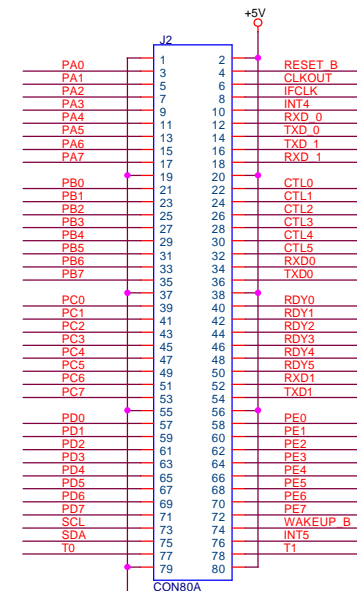 +5V
J2
1 2
PA0 3 4 RESET_B
PA1 5 6 CLKOUT
PA2 7 8 IFCLK
PA3 9 10 INT4
PA4 11 12 RXD_0
PA5 13 14 TXD_0
PA6 15 16 TXD_1
PA7 17 18 RXD_1
19 20
PB0 21 22 CTL0
PB1 23 24 CTL1
PB2 25 26 CTL2
PB3 27 28 CTL3
PB4 29 30 CTL4
PB5 31 32 CTL5
PB6 33 34 RXD0
PB7 35 36 TXD0
37 38
PC0 39 40 RDY0
PC1 41 42 RDY1
PC2 43 44 RDY2
PC3 45 46 RDY3
PC4 47 48 RDY4
PC5 49 50 RDY5
PC6 51 52 RXD1
PC7 53 54 TXD1
55 56
PD0 57 58 PE0
PD1 59 60 PE1
PD2 61 62 PE2
PD3 63 64 PE3
PD4 65 66 PE4
PD5 67 68 PE5
PD6 69 70 PE6
PD7 71 72 PE7
SCL 73 74 WAKEUP_B
SDA 75 76 INT5
T0 77 78 T1
79 80
CON80A